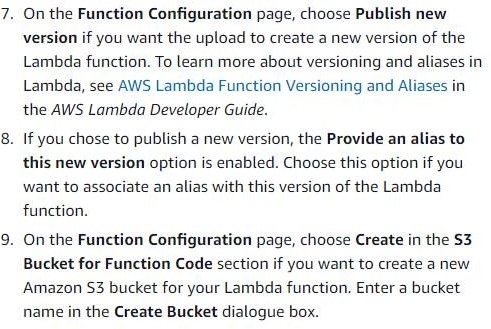 7. On the Function Configuration page, choose Publish new
version if you want the upload to create a new version of the
Lambda function. To learn more about versioning and aliases in
Lambda, see AWS Lambda Function Versioning and Aliases in
the AWS Lambda Developer Guide.
8. If you chose to publish a new version, the Provide an alias to
this new version option is enabled. Choose this option if you
want to associate an alias with this version of the Lambda
function.
9. On the Function Configuration page, choose Create in the S3
Bucket for Function Code section if you want to create a new
Amazon S3 bucket for your Lambda function. Enter a bucket
name in the Create Bucket dialogue box.